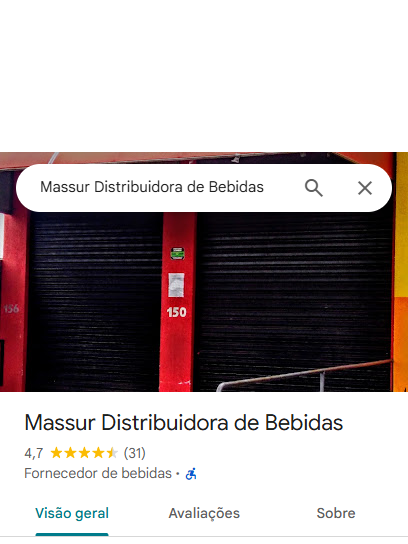 Massur Distribuidora de Bebidas
156
150
Massur Distribuidora de Bebidas
4,7 (31)
Fornecedor de bebidas ·
Visão geral Avaliações Sobre